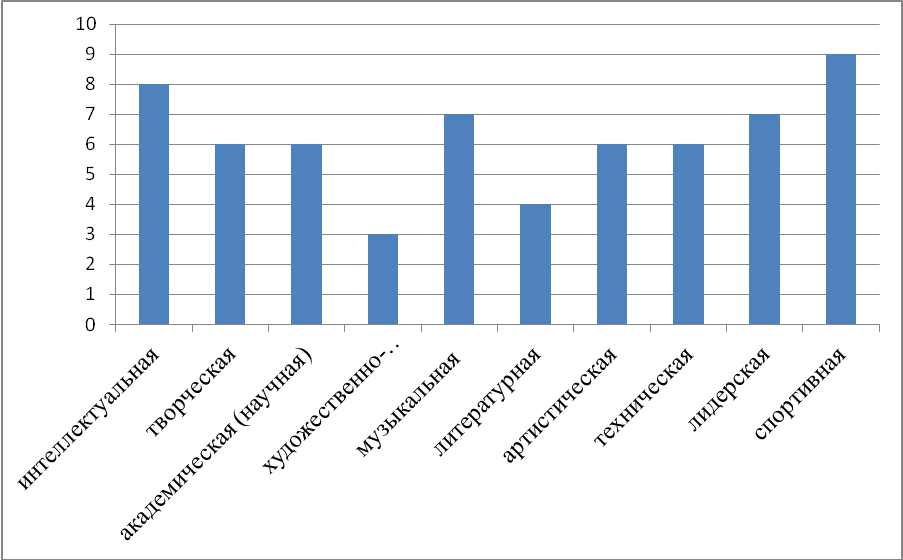 10
9
8
7
6
5
4
3
2
1
0
интеллектуальная
творческая
академическая (научная)
художественно-...
музыкальная
литературная
артистическая
техническая
лидерская
спортивная